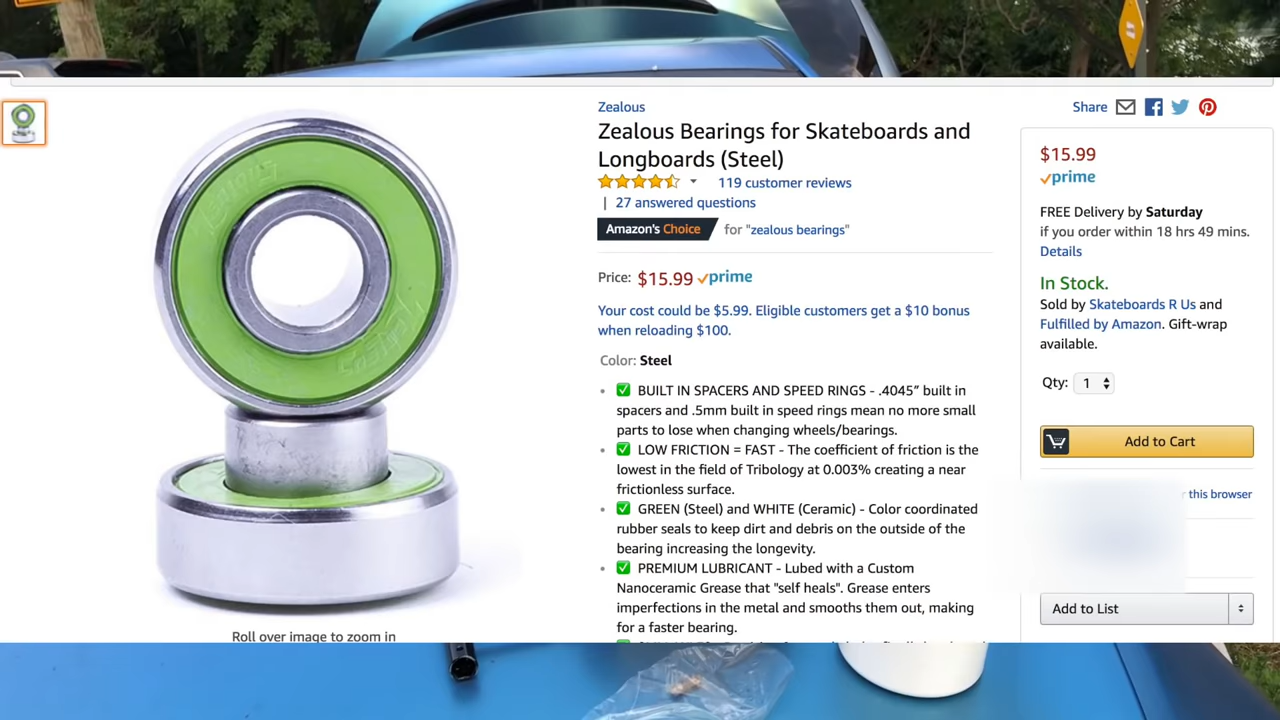 Zealous
Zealous Bearings for Skateboards and
Longboards (Steel)
119 customer reviews
| 27 answered questions
Amazon's Choice for "zealous bearings"
Price: $15.99 prime
Your cost could be $5.99. Eligible customers get a $10 bonus
when reloading $100.
Color: Steel
• ✅ BUILT IN SPACERS AND SPEED RINGS - .4045” built in
spacers and .5mm built in speed rings mean no more small
parts to lose when changing wheels/bearings.
• ✅ LOW FRICTION = FAST - The coefficient of friction is the
lowest in the field of Tribology at 0.003% creating a near
frictionless surface.
• ✅ GREEN (Steel) and WHITE (Ceramic) - Color coordinated
rubber seals to keep dirt and debris on the outside of the
bearing increasing the longevity.
• ✅ PREMIUM LUBRICANT - Lubed with a Custom
Nanoceramic Grease that "self heals". Grease enters
imperfections in the metal and smooths them out, making
for a faster bearing.
Roll over image to zoom in
Share
$15.99
prime
FREE Delivery by Saturday
if you order within 18 hrs 49 mins.
Details
In Stock.
Sold by Skateboards R Us and
Fulfilled by Amazon. Gift-wrap
available.
Qty: 1
Add to Cart
this browser
Add to List